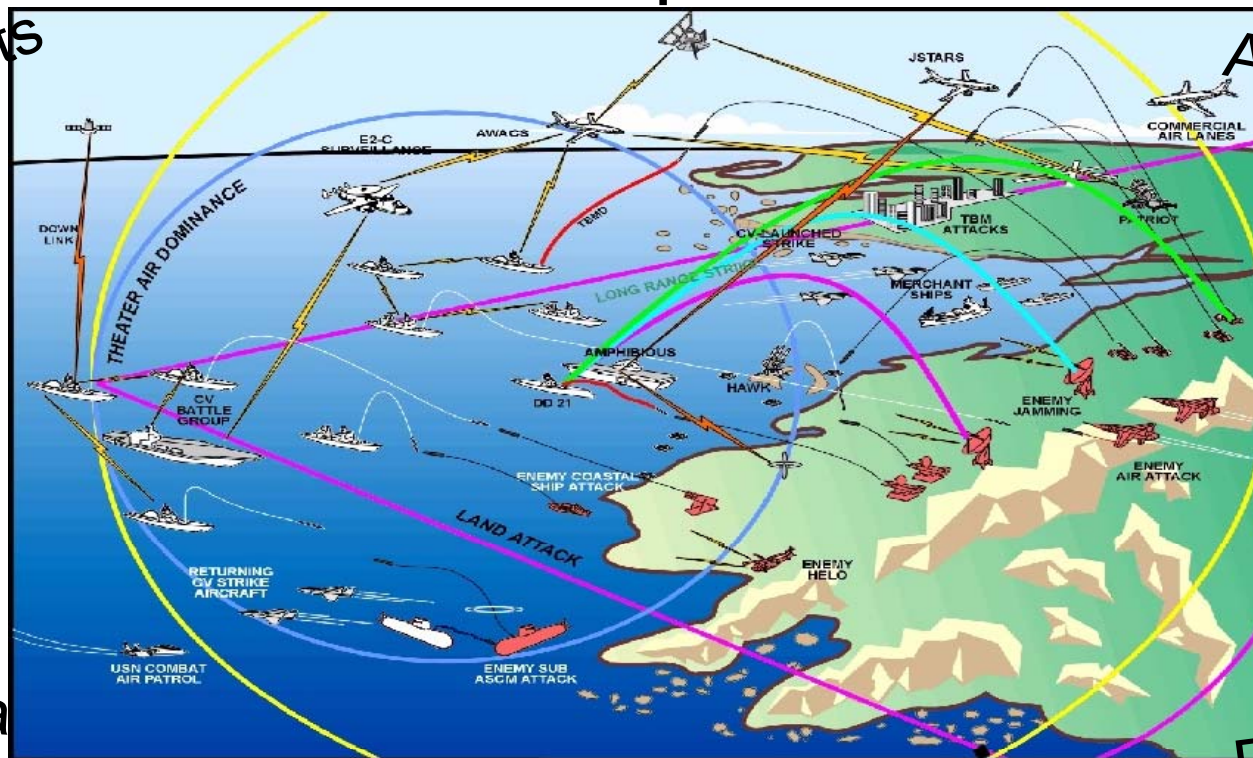 JSTARS
COMMERCIAL
AIR LANES
AWACS
E2-C
SURVEILLANCE
DOWN
LINK
THEATER AIR DOMINANCE
TBMD
PATRIOT
TBM
ATTACKS
CV-LAUNCHED
STRIKE
LONG RANGE STRIKE
MERCHANT
SHIPS
AMPHIBIOUS
DD 21
HAWK
CV
BATTLE
GROUP
ENEMY
JAMMING
ENEMY
AIR ATTACK
ENEMY COASTAL
SHIP ATTACK
LAND ATTACK
ENEMY
HELO
RETURNING
CV STRIKE
AIRCRAFT
USN COMBAT
AIR PATROL
ENEMY SUB
ASCM ATTACK